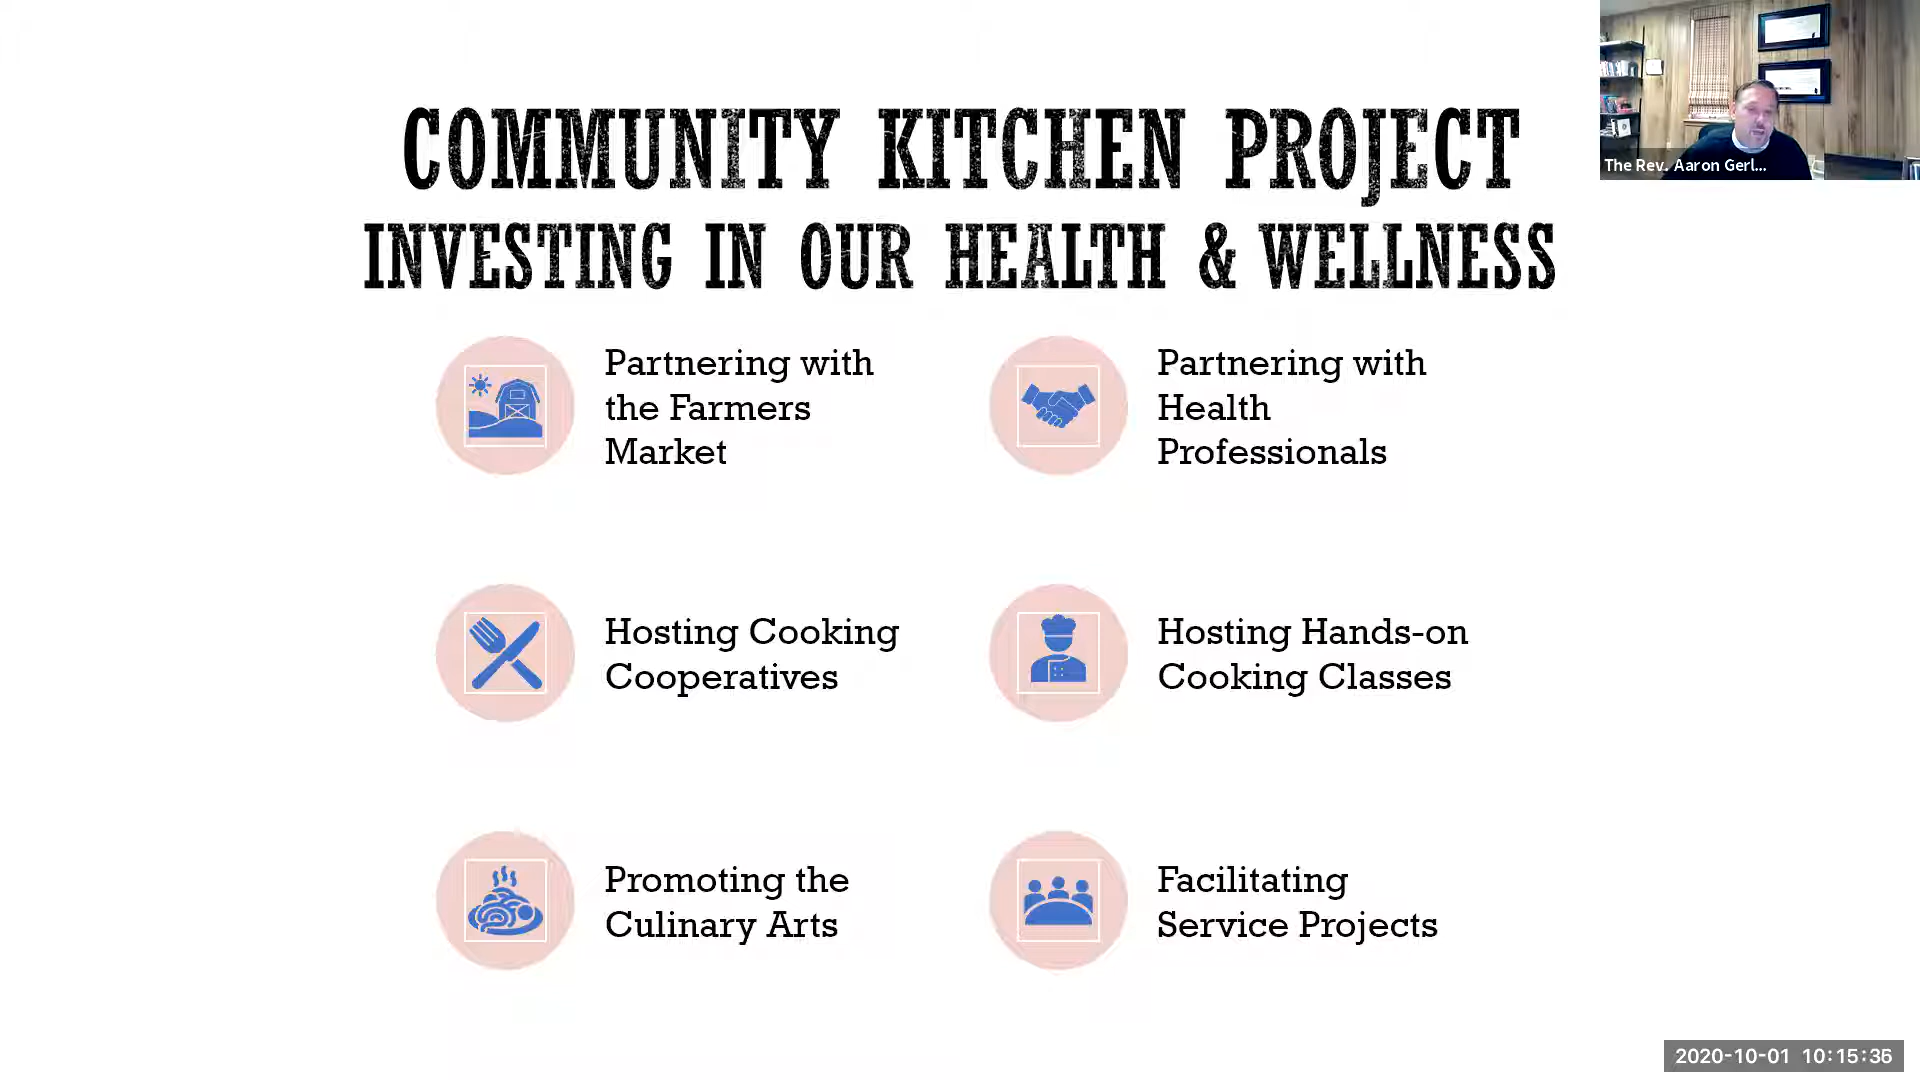 COMMUNITY KITCHEN PROJECT
INVESTING IN OUR HEALTH & WELLNESS
Partnering with
the Farmers
Market
Partnering with
Health
Professionals
Hosting Cooking
Cooperatives
Hosting Hands-on
Cooking Classes
Promoting the
Culinary Arts
Facilitating
Service Projects
The Rev. Aaron Gerl...
2020-10-01 10:15:36